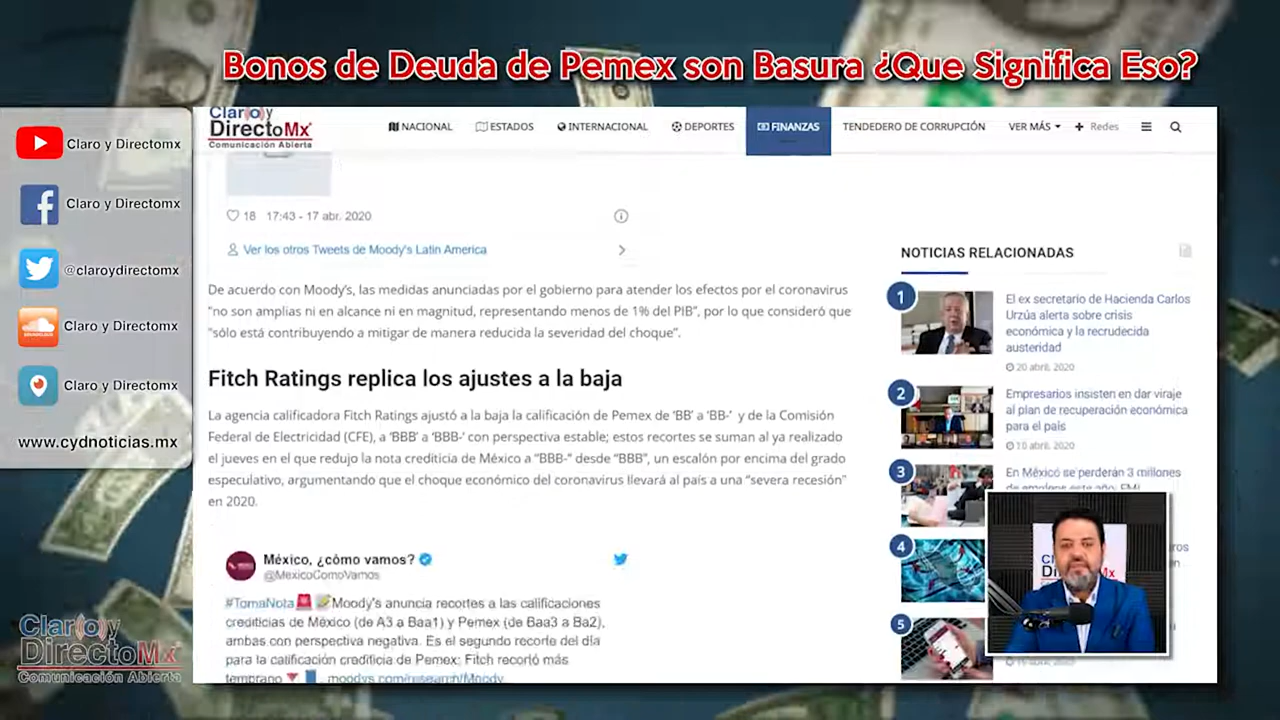 Bonos de Deuda de Pemex son Basura ¿Que Significa Eso?
Claro y Directomx
Claro y Directomx
@claroydirectomx
Claro y Directomx
Claro y Directomx
www.cydnoticias.mx
Claro y
DirectoMx
Comunicación Abierta
Claro y
DirectoMx
Comunicación Abierta
NACIONAL ESTADOS INTERNACIONAL DEPORTES FINANZAS TENDEDERO DE CORRUPCIÓN VER MÁS Redes
18 17:43 - 17 abr. 2020
Ver los otros Tweets de Moody's Latin America
De acuerdo con Moody's, las medidas anunciadas por el gobierno para atender los efectos por el coronavirus
"no son amplias ni en alcance ni en magnitud, representando menos de 1% del PIB", por lo que consideró que
"sólo está contribuyendo a mitigar de manera reducida la severidad del choque".
Fitch Ratings replica los ajustes a la baja
La agencia calificadora Fitch Ratings ajustó a la baja la calificación de Pemex de 'BB' a 'BB-' y de la Comisión
Federal de Electricidad (CFE), a 'BBB' a 'BBB-' con perspectiva estable; estos recortes se suman al ya realizado
el jueves en el que redujo la nota crediticia de México a "BBB-" desde "BBB", un escalón por encima del grado
especulativo, argumentando que el choque económico del coronavirus llevará al país a una "severa recesión"
en 2020.
México, ¿cómo vamos?
@MexicoComoVamos
#TomaNota Moody's anuncia recortes a las calificaciones
crediticias de México (de A3 a Baa1) y Pemex (de Baa3 a Ba2),
ambas con perspectiva negativa. Es el segundo recorte del día
para la calificación crediticia de Pemex: Fitch recortó más
temprano moodys.com/research/Moody
NOTICIAS RELACIONADAS
1
El ex secretario de Hacienda Carlos
Urzúa alerta sobre crisis
económica y la recrudecida
austeridad
20 abril, 2020
2
Empresarios insisten en dar viraje
al plan de recuperación económica
para el país
3
En México se perderán 3 millones
de empleos este año: FMI
4
5